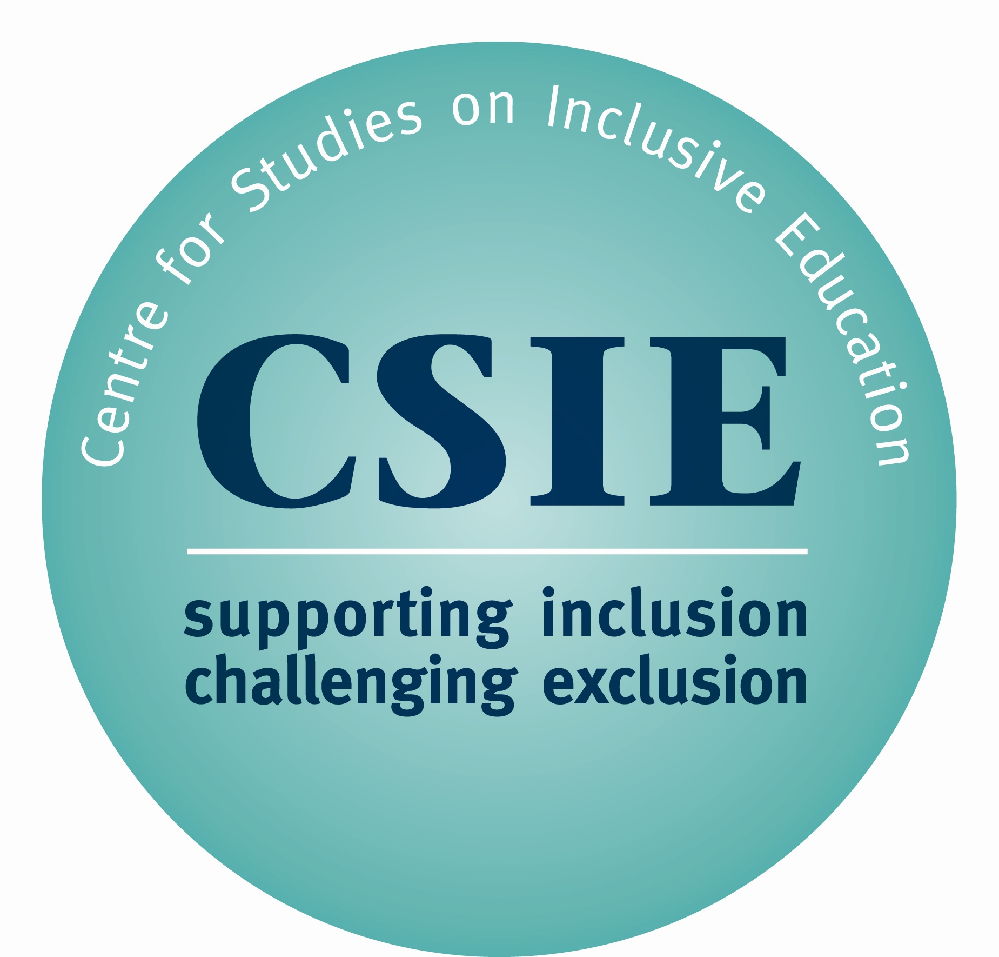 Centre for Studies on Inclusive Education
CSIE
supporting inclusion
challenging exclusion